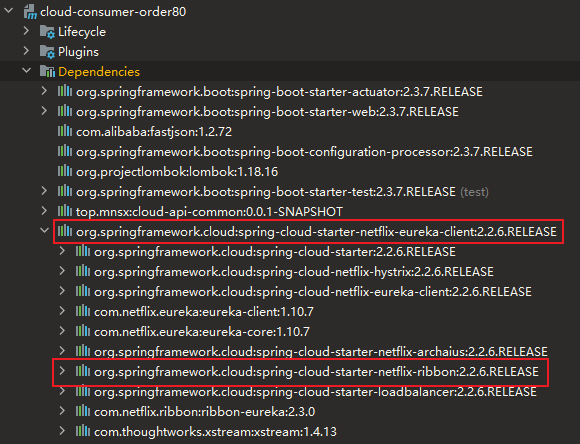 cloud-consumer-order80
Lifecycle
Plugins
Dependencies
org.springframework.boot:spring-boot-starter-actuator:2.3.7.RELEASE
org.springframework.boot:spring-boot-starter-web:2.3.7.RELEASE
com.alibaba:fastjson:1.2.72
org.springframework.boot:spring-boot-configuration-processor:2.3.7.RELEASE
org.projectlombok:lombok:1.18.16
org.springframework.boot:spring-boot-starter-test:2.3.7.RELEASE (test)
top.mnsx:cloud-api-common:0.0.1-SNAPSHOT
org.springframework.cloud:spring-cloud-starter-netflix-eureka-client:2.2.6.RELEASE
org.springframework.cloud:spring-cloud-starter:2.2.6.RELEASE
org.springframework.cloud:spring-cloud-netflix-hystrix:2.2.6.RELEASE
org.springframework.cloud:spring-cloud-netflix-eureka-client:2.2.6.RELEASE
com.netflix.eureka:eureka-client:1.10.7
com.netflix.eureka:eureka-core:1.10.7
org.springframework.cloud:spring-cloud-starter-netflix-archaius:2.2.6.RELEASE
org.springframework.cloud:spring-cloud-starter-netflix-ribbon:2.2.6.RELEASE
org.springframework.cloud:spring-cloud-starter-loadbalancer:2.2.6.RELEASE
com.netflix.ribbon:ribbon-eureka:2.3.0
com.thoughtworks.xstream:xstream:1.4.13